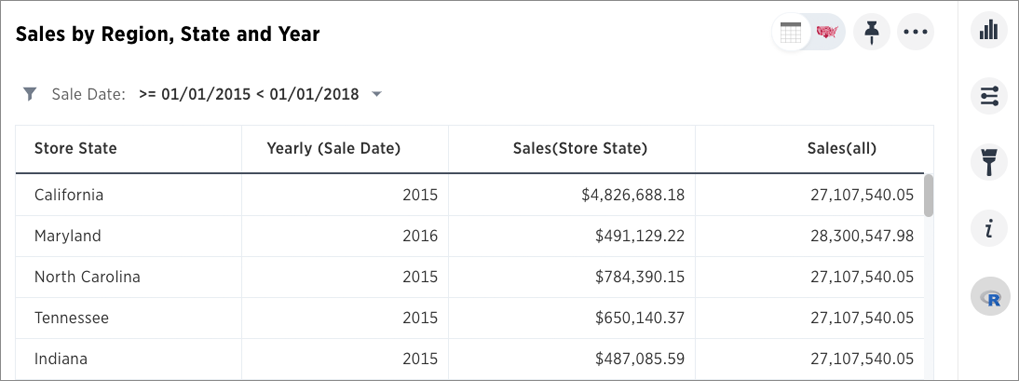 Sales by Region, State and Year
Sale Date: >= 01/01/2015 < 01/01/2018
Store State Yearly (Sale Date) Sales(Store State) Sales(all)
California 2015 $4,826,688.18 27,107,540.05
Maryland 2016 $491,129.22 28,300,547.98
North Carolina 2015 $784,390.15 27,107,540.05
Tennessee 2015 $650,140.37 27,107,540.05
Indiana 2015 $487,085.59 27,107,540.05
i
R